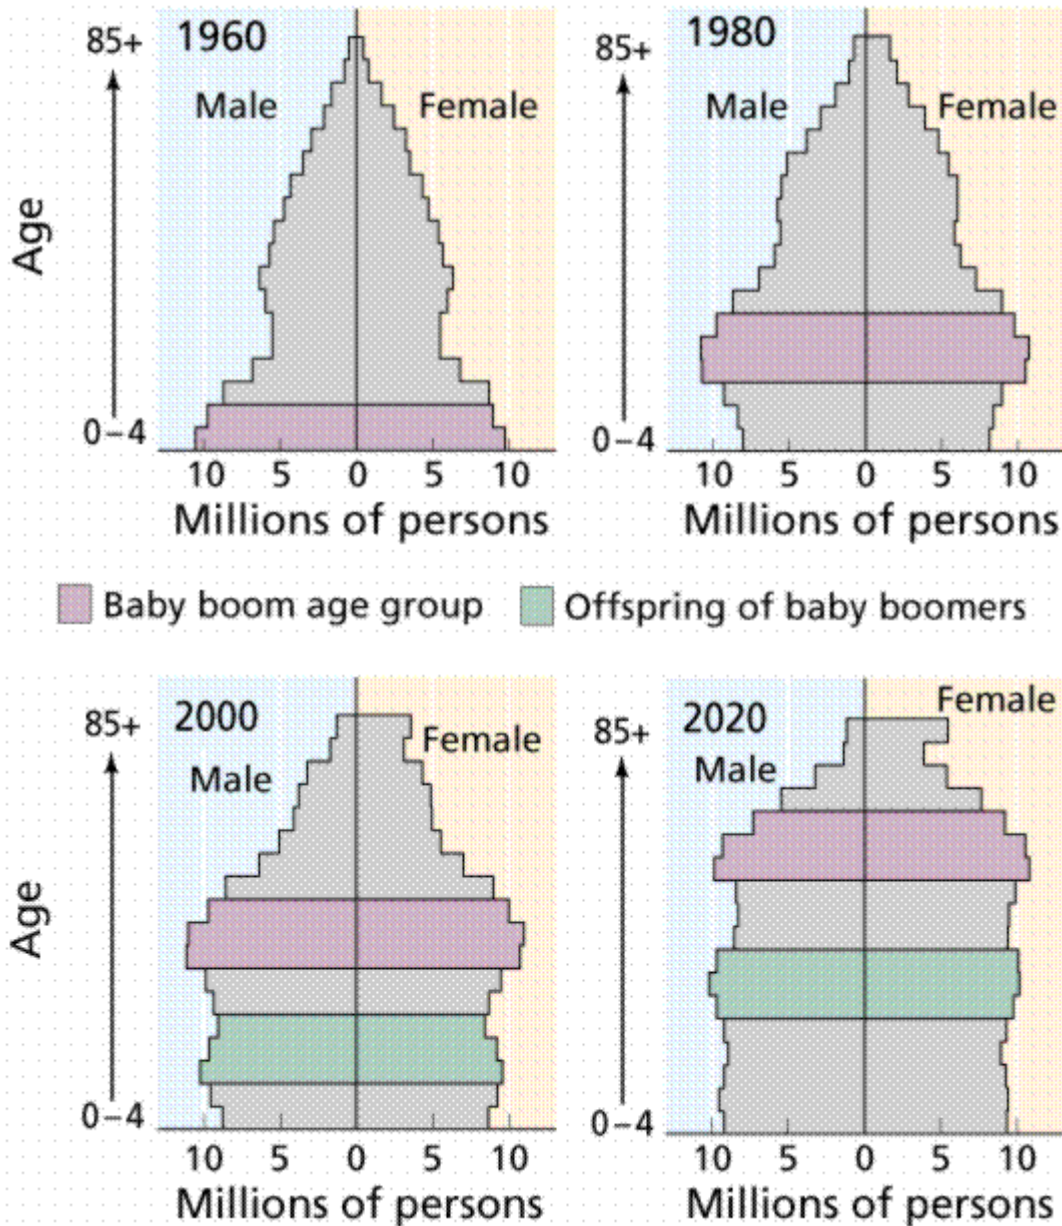 85+
1960
Male
Female
Age
0–4
10 5 0 5 10
Millions of persons
85+
1980
Male
Female
0–4
10 5 0 5 10
Millions of persons
Baby boom age group
Offspring of baby boomers
85+
2000
Male
Female
Age
0–4
10 5 0 5 10
Millions of persons
85+
2020
Male
Female
0–4
10 5 0 5 10
Millions of persons